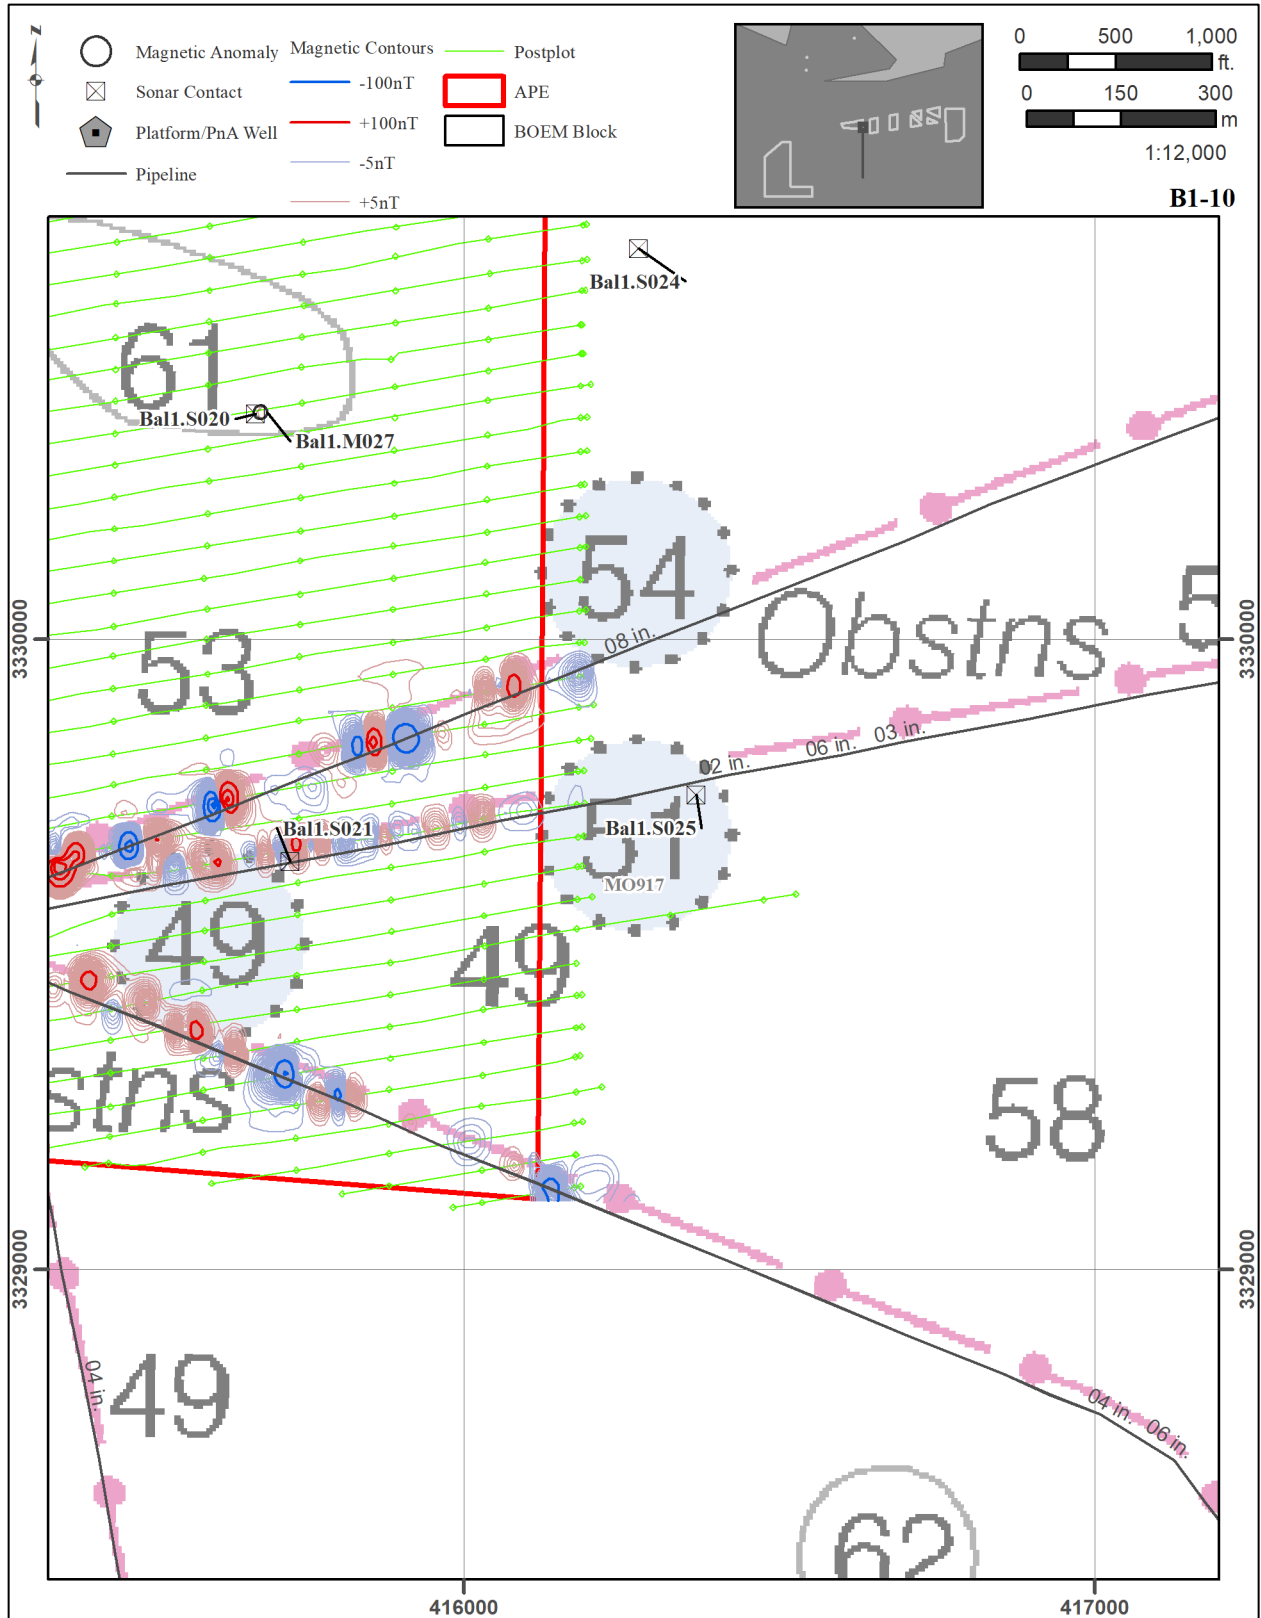 N
Magnetic Anomaly
Sonar Contact
Platform/PnA Well
Pipeline
Magnetic Contours
-100nT
+100nT
-5nT
+5nT
Postplot
APE
BOEM Block
0 500 1,000
ft.
0 150 300
m
1:12,000
B1-10
Bal1.S024
61
Bal1.S020
Bal1.M027
54
08 in.
Obstns
5
3330000
3330000
53
06 in. 03 in.
02 in.
Bal1.S021
Bal1.S025
51
MO917
49
49
stns
58
3329000
3329000
04 in.
49
04 in. 06 in.
62
416000
417000